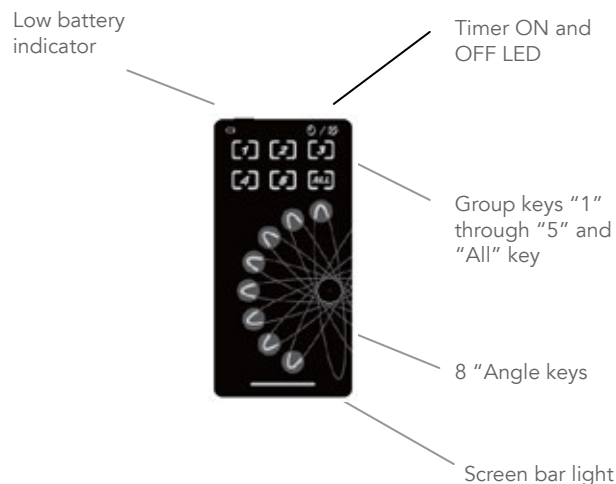 Low battery
indicator
Timer ON and
OFF LED
[1] [2] [3]
[4] [5] [ALL]
Group keys “1”
through “5” and
“All” key
8 “Angle keys
Screen bar light